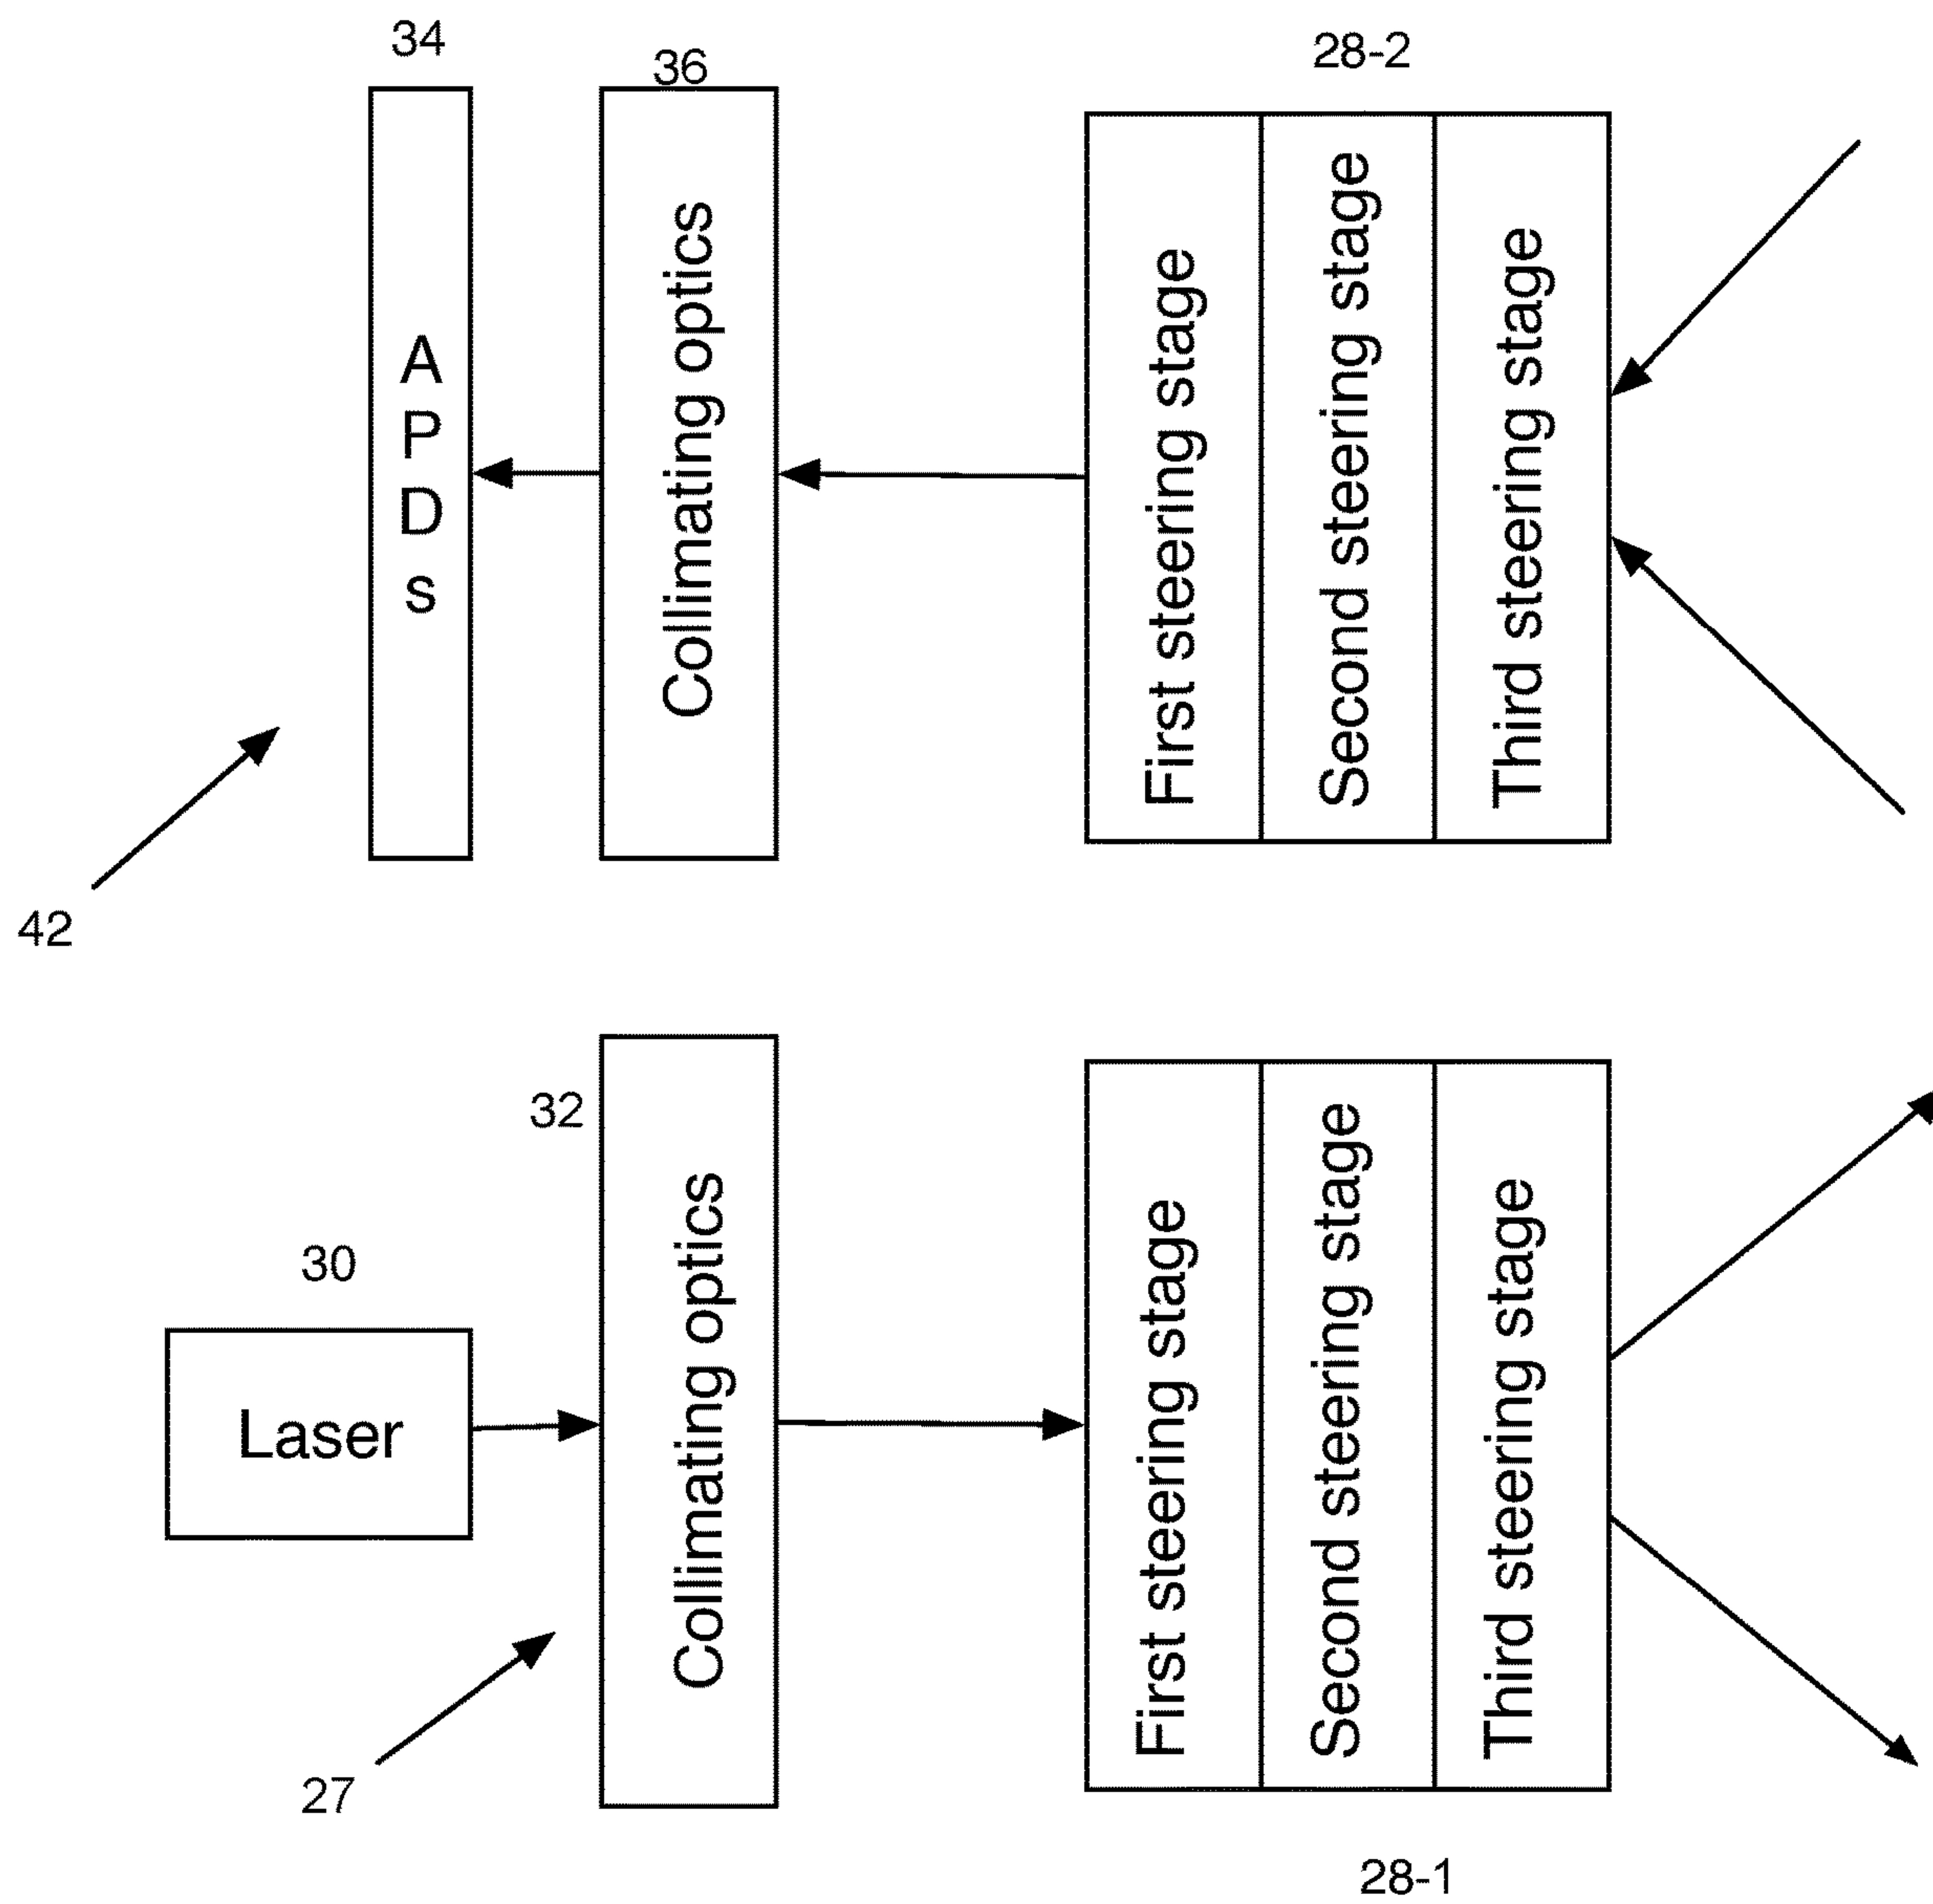 34
36
28-2
A
P
D
s
Collimating optics
First steering stage
Second steering stage
Third steering stage
42
32
30
Laser
Collimating optics
First steering stage
Second steering stage
Third steering stage
27
28-1